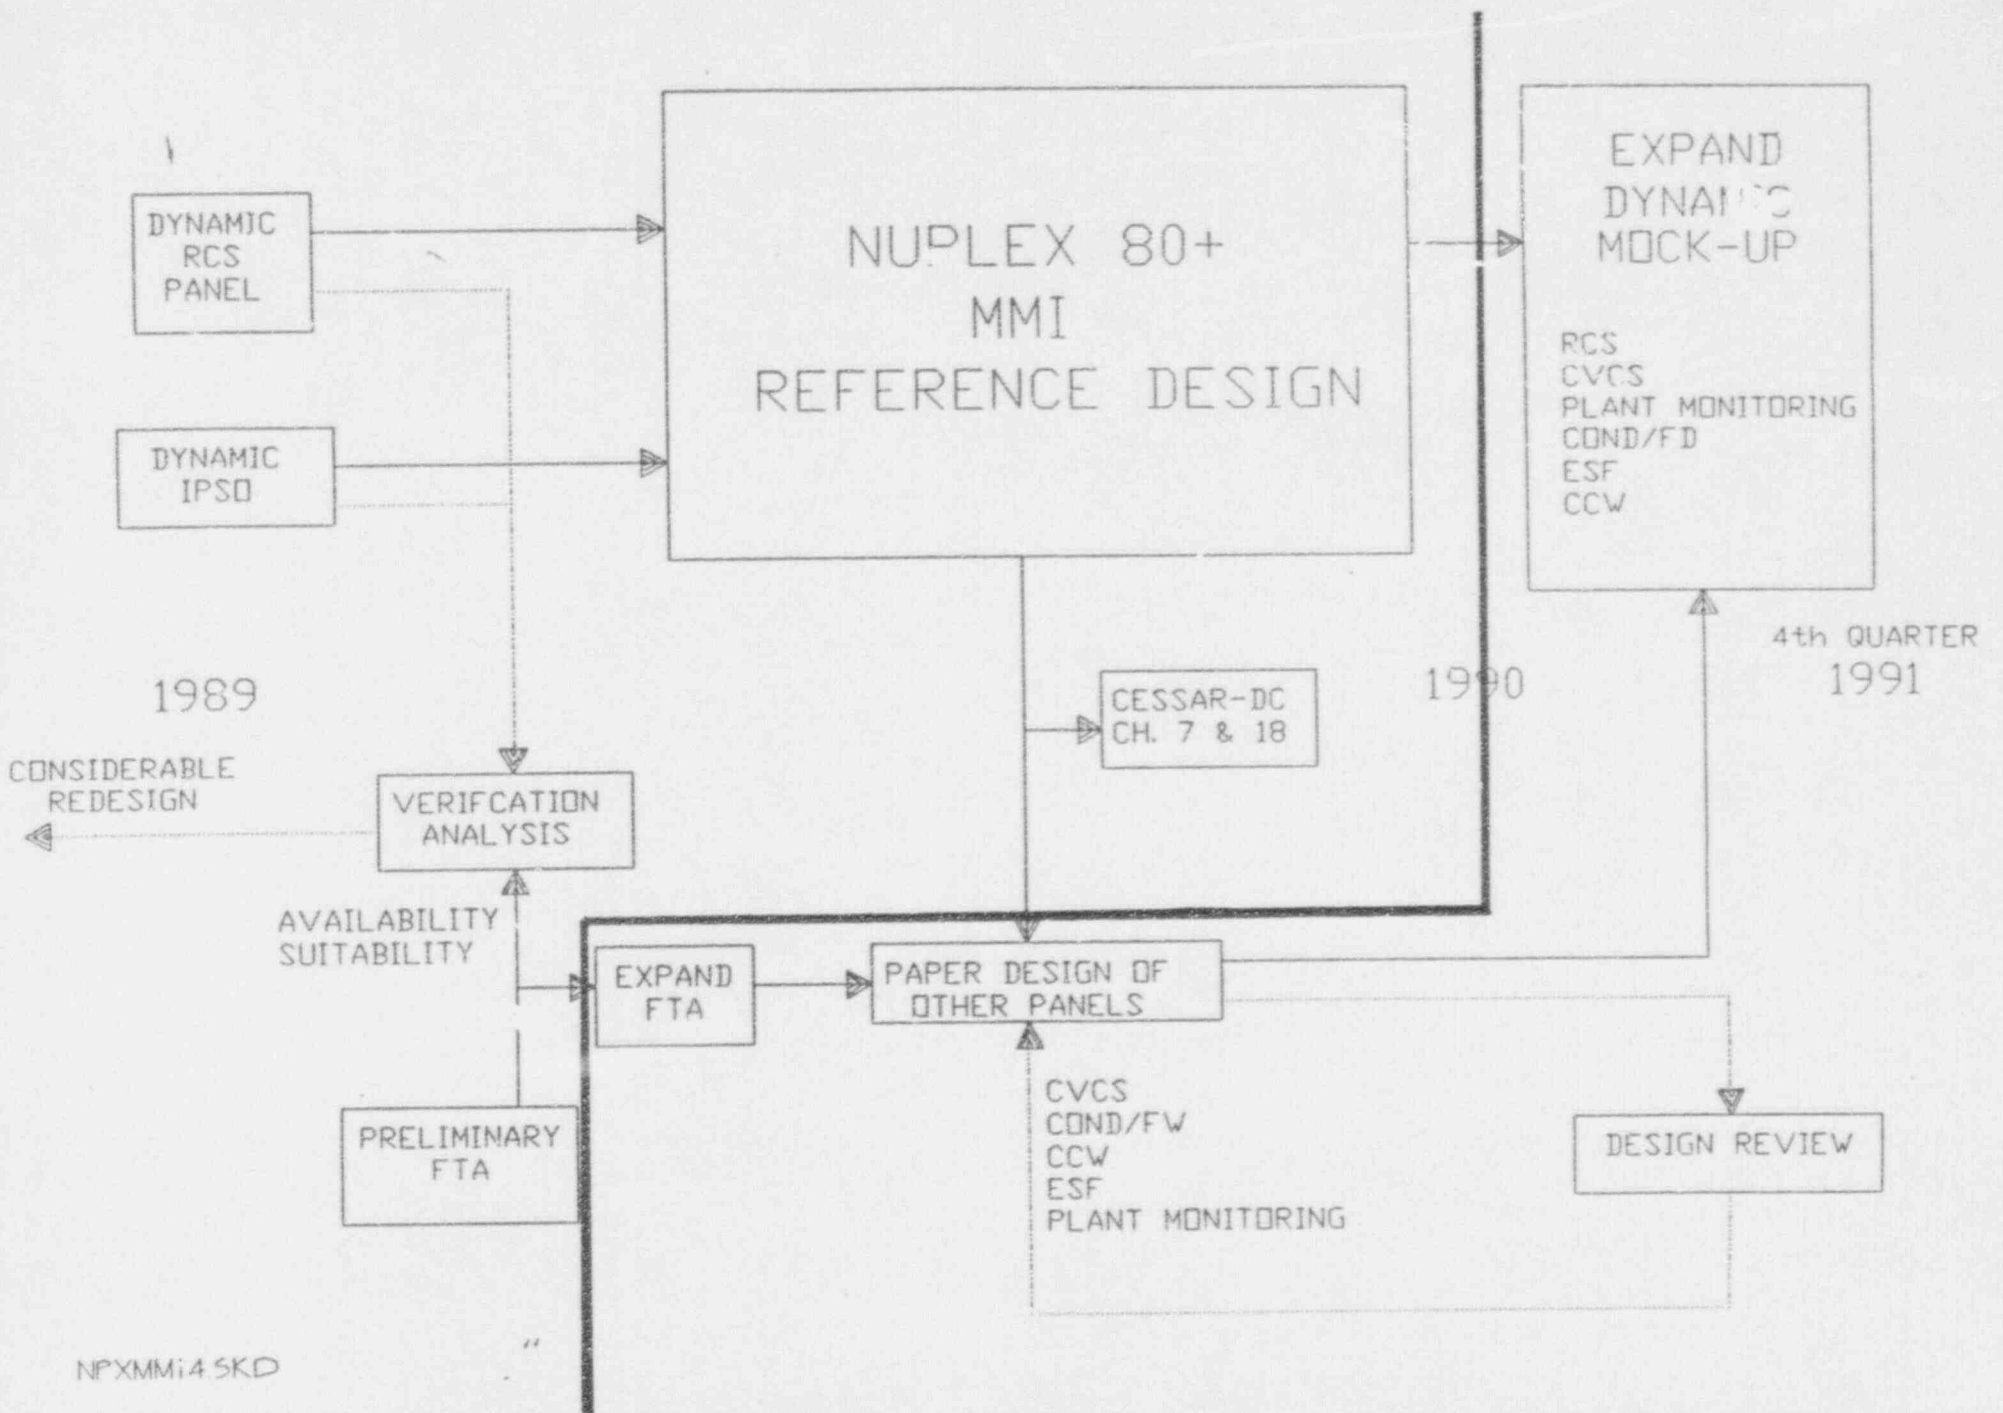 DYNAMIC
RCS
PANEL
DYNAMIC
IPSO
NUPLEX 80+
MMI
REFERENCE DESIGN
EXPAND
MOCK-UP
RCS
CVCS
PLANT MONITORING
COND/FD
ESF
CCW
4th QUARTER
1991
1989
1990
CESSAR-DC
CH. 7 & 18
CONSIDERABLE
REDESIGN
VERIFCATION
ANALYSIS
AVAILABILITY
SUITABILITY
EXPAND
FTA
PAPER DESIGN OF
OTHER PANELS
PRELIMINARY
FTA
CVCS
COND/FW
CCW
ESF
PLANT MONITORING
DESIGN REVIEW
NPXMMi4 SKD